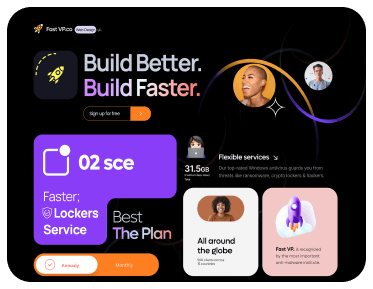 Fast VP.co Web Design
Build Better.
Build Faster.
Sign up for free
02 sce
Faster;
Lockers
Service
Best
The Plan
31.5GB
Flexible services
Our top-rated Windows antivirus guards you from
threats like ransomware, crypto lockers & hackers.
All around
the globe
Fast VP. is recognized
by the most important
anti-malware institute.
Annually
Monthly